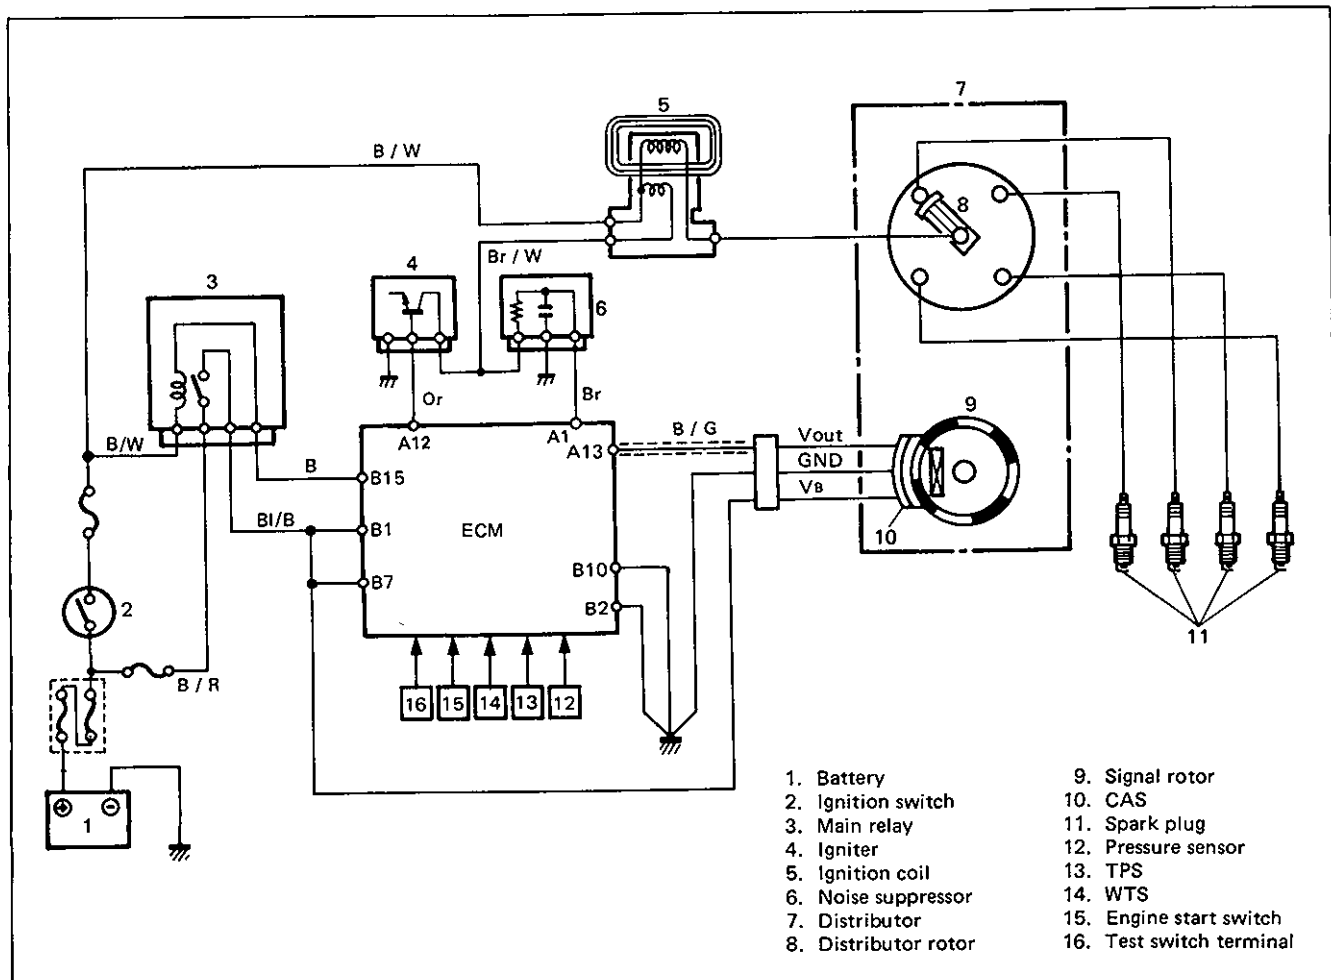 7
5
B / W
8
Br / W
4
3
6
Or
Br
9
A12
A1
A13
B / G
Vout
B/W
GND
B
B15
VB
BI/B
B1
ECM
10
B7
B10
2
B2
11
B / R
16
15
14
13
12
1
1. Battery
2. Ignition switch
3. Main relay
4. Igniter
5. Ignition coil
6. Noise suppressor
7. Distributor
8. Distributor rotor
9. Signal rotor
10. CAS
11. Spark plug
12. Pressure sensor
13. TPS
14. WTS
15. Engine start switch
16. Test switch terminal